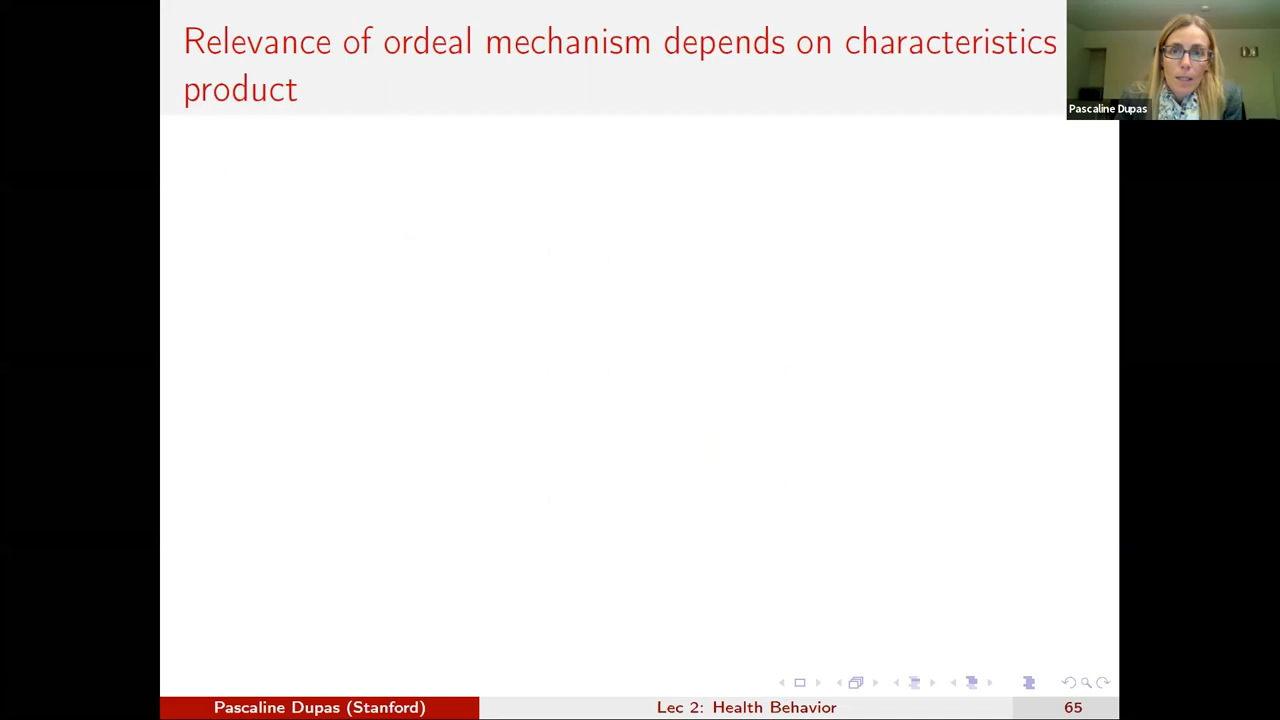 Relevance of ordeal mechanism depends on characteristics
product
Pascaline Dupas
Pascaline Dupas (Stanford)
Lec 2: Health Behavior
65